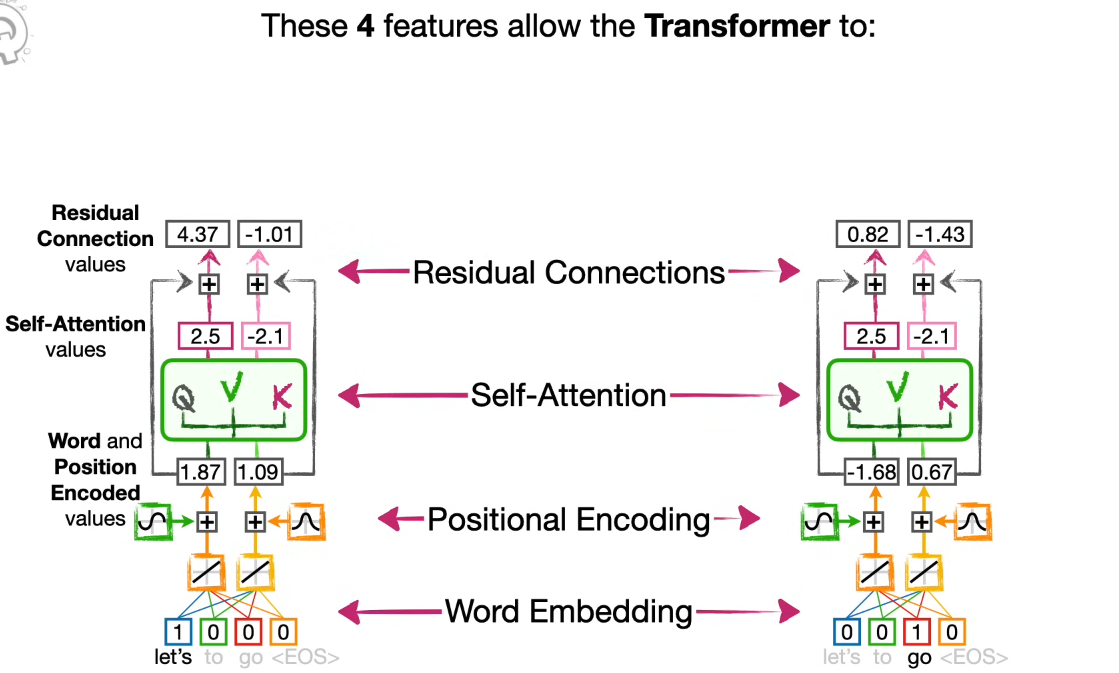 These 4 features allow the Transformer to:
Residual
Connection
values
4.37 -1.01
Residual Connections
0.82 -1.43
+ +
+ +
Self-Attention
values
2.5 -2.1
2.5 -2.1
Q V K
Self-Attention
Q V K
Word and
Position
Encoded
values
1.87 1.09
-1.68 0.67
+ +
Positional Encoding
+ +
Word Embedding
1 0 0 0
0 0 1 0
let's to go <EOS>
let's to go <EOS>